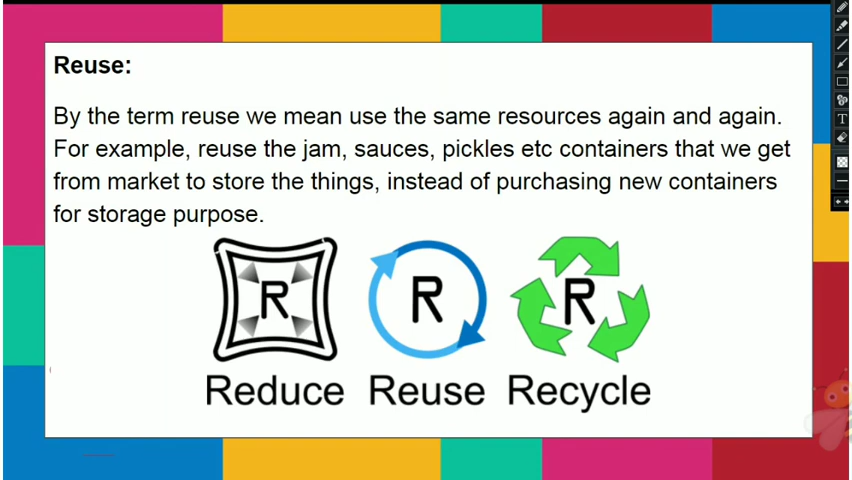 Reuse:
By the term reuse we mean use the same resources again and again.
For example, reuse the jam, sauces, pickles etc containers that we get
from market to store the things, instead of purchasing new containers
for storage purpose.
R R R
Reduce Reuse Recycle